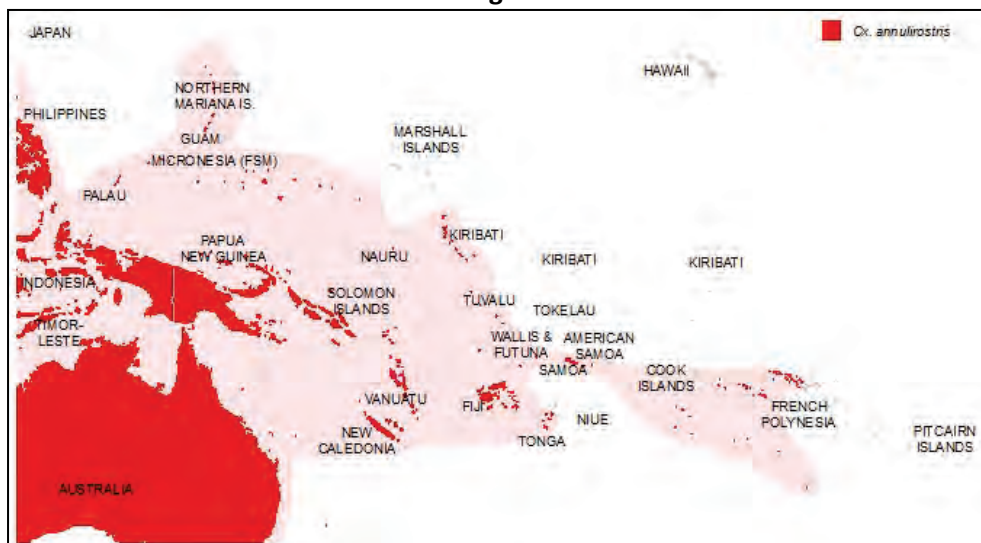 JAPAN
Cx. annulirostris
HAWAII
NORTHERN
MARIANA IS.
PHILIPPINES
GUAM
MARSHALL
ISLANDS
MICRONESIA (FSM)
PALAU
KIRIBATI
PAPUA
NEW GUINEA
NAURU
KIRIBATI
KIRIBATI
INDONESIA
SOLOMON
ISLANDS
TUVALU
TOKELAU
TIMOR-
LESTE
WALLIS &
FUTUNA
AMERICAN
SAMOA
SAMOA
COOK
ISLANDS
VANUATU
FIJI
FRENCH
POLYNESIA
NIUE
NEW
CALEDONIA
TONGA
PITCAIRN
ISLANDS
AUSTRALIA